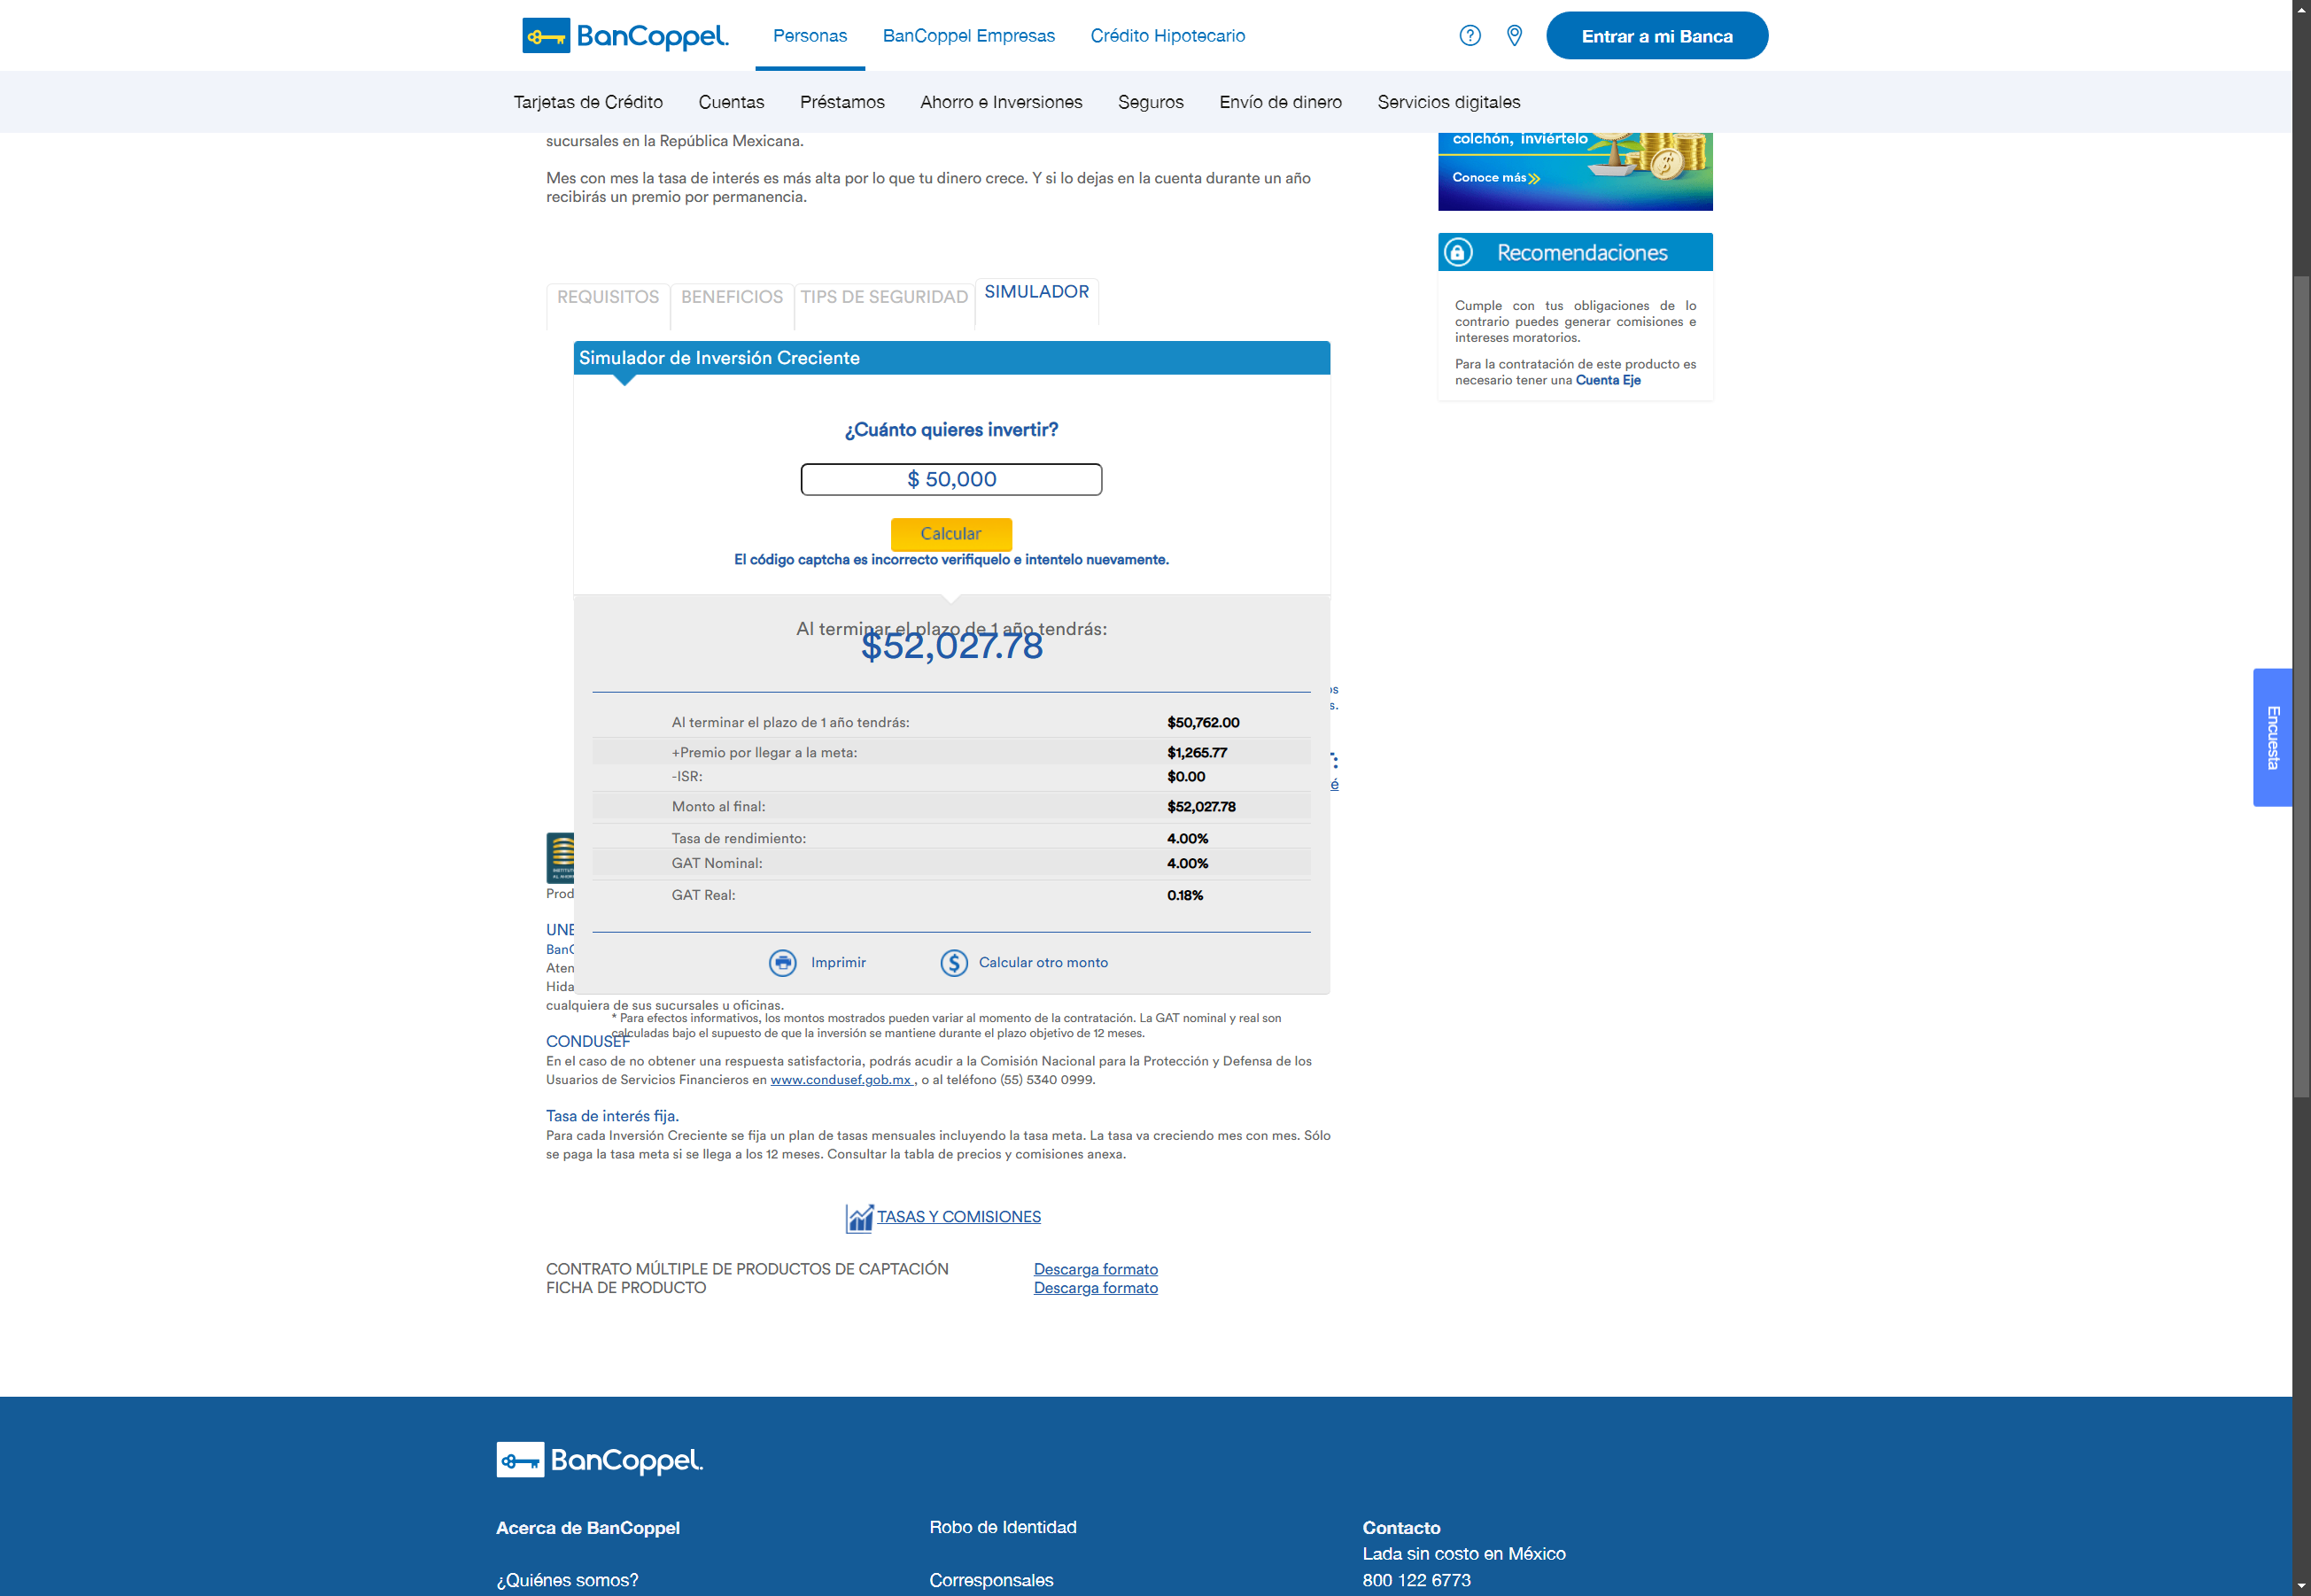 BanCoppel.
Personas
BanCoppel Empresas
Crédito Hipotecario
Entrar a mi Banca
Tarjetas de Crédito
Cuentas
Préstamos
Ahorro e Inversiones
Seguros
Envío de dinero
Servicios digitales
sucursales en la República Mexicana.
Mes con mes la tasa de interés es más alta por lo que tu dinero crece. Y si lo dejas en la cuenta durante un año
recibirás un premio por permanencia.
colchón, inviértelo
Conoce más
Recomendaciones
Cumple con tus obligaciones de lo
contrario puedes generar comisiones e
intereses moratorios.
Para la contratación de este producto es
necesario tener una Cuenta Eje
REQUISITOS
BENEFICIOS
TIPS DE SEGURIDAD
SIMULADOR
Simulador de Inversión Creciente
¿Cuánto quieres invertir?
$ 50,000
Calcular
El código captcha es incorrecto verifiquelo e intentelo nuevamente.
Al terminar el plazo de 1 año tendrás:
$52,027.78
Al terminar el plazo de 1 año tendrás: $50,762.00
+Premio por llegar a la meta: $1,265.77
-ISR: $0.00
Monto al final: $52,027.78
Tasa de rendimiento: 4.00%
GAT Nominal: 4.00%
GAT Real: 0.18%
Imprimir
Calcular otro monto
Encuesta
Prod
UNE
Aten
Hida
cualquiera de sus sucursales u oficinas.
* Para efectos informativos, los montos mostrados pueden variar al momento de la contratación. La GAT nominal y real son
calculadas bajo el supuesto de que la inversión se mantiene durante el plazo objetivo de 12 meses.
CONDUSEF
En el caso de no obtener una respuesta satisfactoria, podrás acudir a la Comisión Nacional para la Protección y Defensa de los
Usuarios de Servicios Financieros en www.condusef.gob.mx , o al teléfono (55) 5340 0999.
Tasa de interés fija.
Para cada Inversión Creciente se fija un plan de tasas mensuales incluyendo la tasa meta. La tasa va creciendo mes con mes. Sólo
se paga la tasa meta si se llega a los 12 meses. Consultar la tabla de precios y comisiones anexa.
TASAS Y COMISIONES
CONTRATO MÚLTIPLE DE PRODUCTOS DE CAPTACIÓN Descarga formato
FICHA DE PRODUCTO Descarga formato
BanCoppel.
Acerca de BanCoppel
¿Quiénes somos?
Robo de Identidad
Corresponsales
Contacto
Lada sin costo en México
800 122 6773